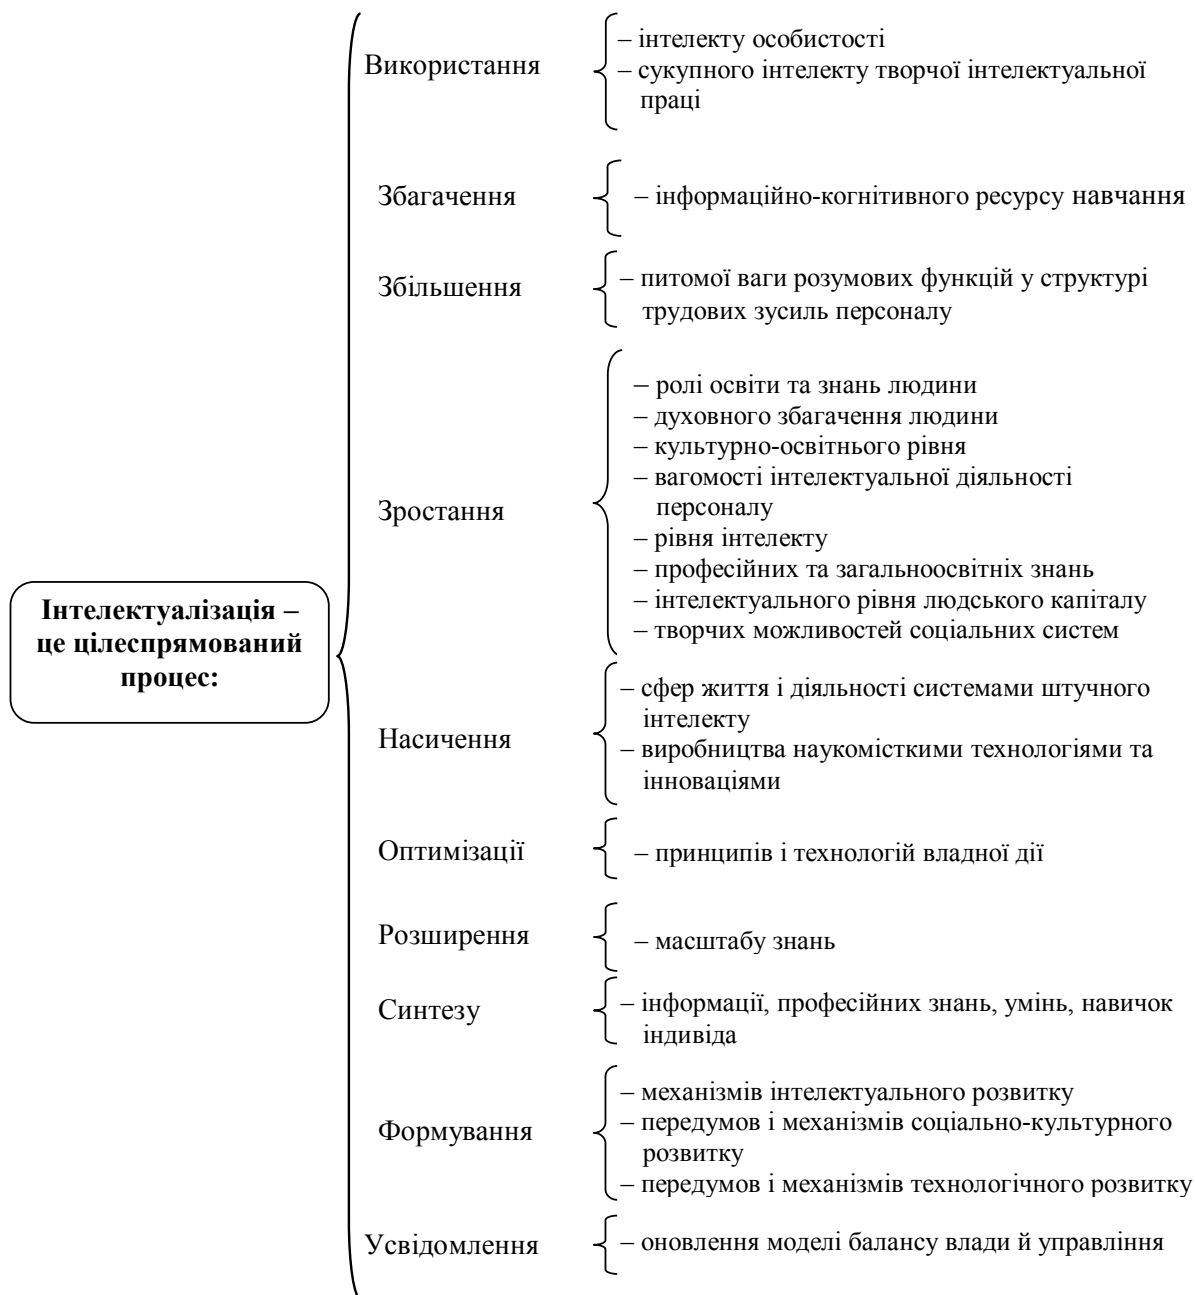 Інтелектуалізація –
це цілеспрямований
процес:
Використання
– інтелекту особистості
– сукупного інтелекту творчої інтелектуальної
праці
Збагачення
– інформаційно-когнітивного ресурсу навчання
Збільшення
– питомої ваги розумових функцій у структурі
трудових зусиль персоналу
Зростання
– ролі освіти та знань людини
– духовного збагачення людини
– культурно-освітнього рівня
– вагомості інтелектуальної діяльності
персоналу
– рівня інтелекту
– професійних та загальноосвітніх знань
– інтелектуального рівня людського капіталу
– творчих можливостей соціальних систем
Насичення
– сфер життя і діяльності системами штучного
інтелекту
– виробництва наукомісткими технологіями та
інноваціями
Оптимізації
– принципів і технологій владної дії
Розширення
– масштабу знань
Синтезу
– інформації, професійних знань, умінь, навичок
індивіда
Формування
– механізмів інтелектуального розвитку
– передумов і механізмів соціально-культурного
розвитку
– передумов і механізмів технологічного розвитку
Усвідомлення
– оновлення моделі балансу влади й управління